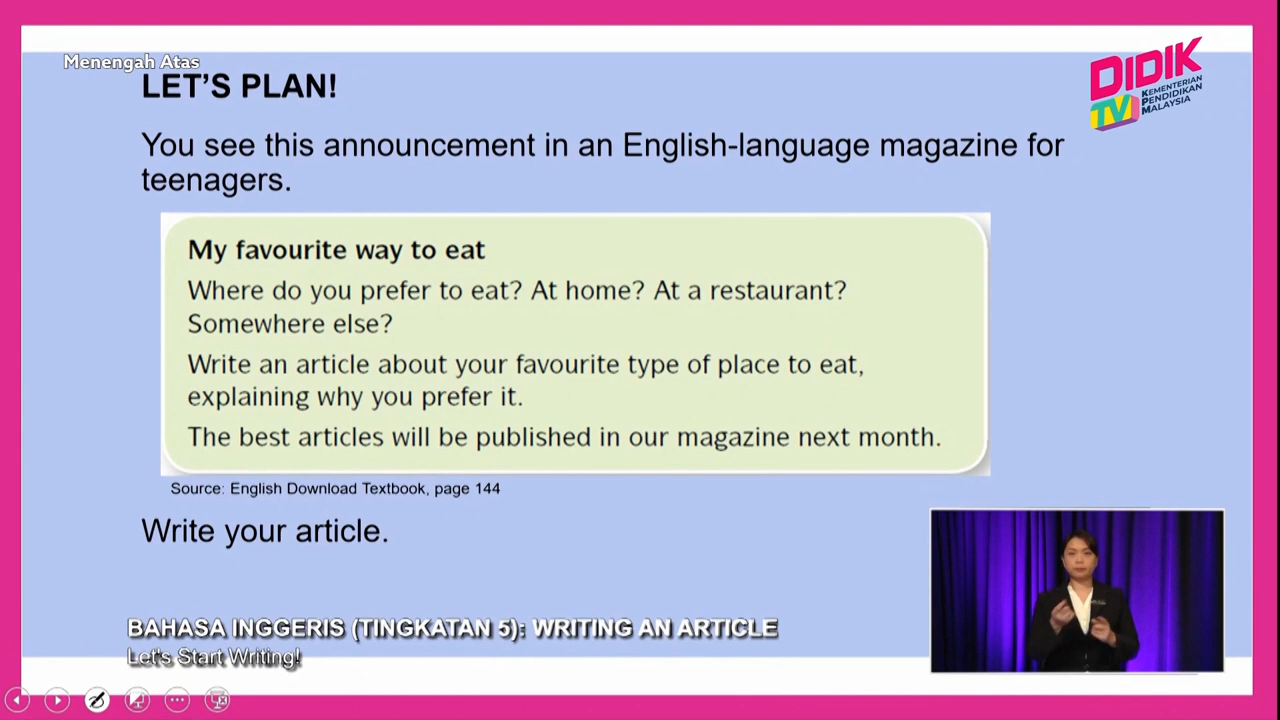 Menengah Atas
LET'S PLAN!
DIDIK
TV
KEMENTERIAN
PENDIDIKAN
MALAYSIA
You see this announcement in an English-language magazine for
teenagers.
My favourite way to eat
Where do you prefer to eat? At home? At a restaurant?
Somewhere else?
Write an article about your favourite type of place to eat,
explaining why you prefer it.
The best articles will be published in our magazine next month.
Source: English Download Textbook, page 144
Write your article.
BAHASA INGGERIS (TINGKATAN 5): WRITING AN ARTICLE
Let's Start Writing!